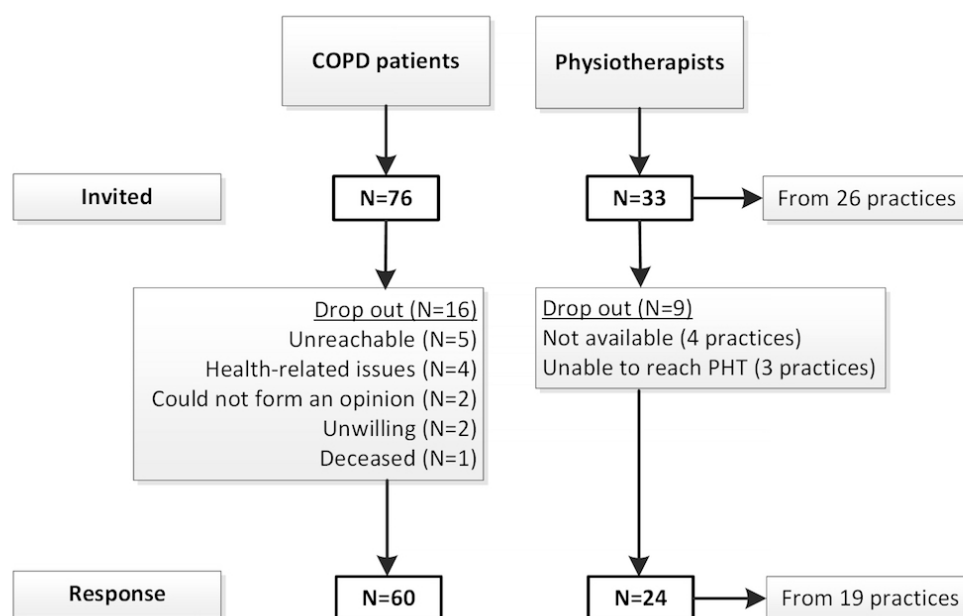 COPD patients
Physiotherapists
Invited
N=76
N=33
From 26 practices
Drop out (N=16)
Unreachable (N=5)
Health-related issues (N=4)
Could not form an opinion (N=2)
Unwilling (N=2)
Deceased (N=1)
Drop out (N=9)
Not available (4 practices)
Unable to reach PHT (3 practices)
Response
N=60
N=24
From 19 practices